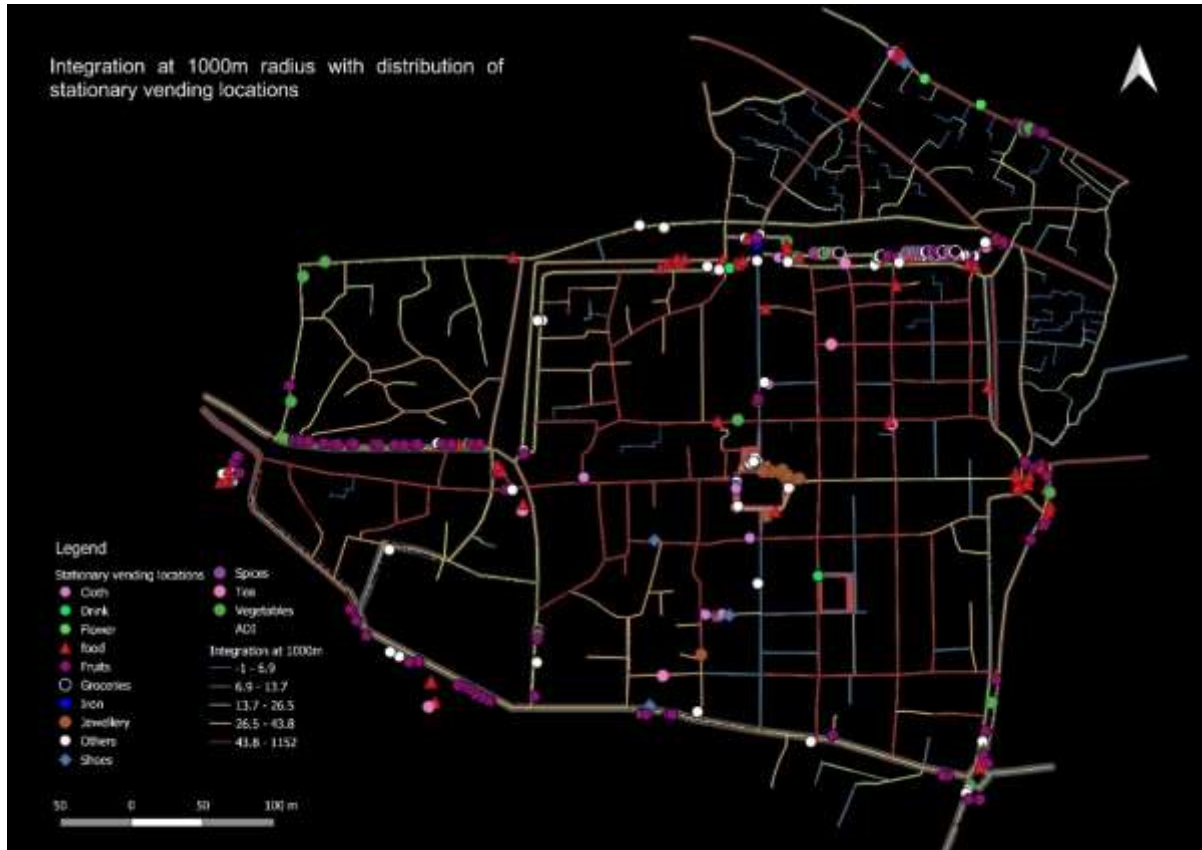 Integration at 1000m radius with distribution of
stationary vending locations
Legend
Stationary vending locations
Cloth
Drink
Flower
food
Fruits
Groceries
Iron
Jewellery
Others
Shoes
Spices
Tea
Vegetables
AOI
Integration at 1000m
-1 - 6.9
6.9 - 13.7
13.7 - 26.5
26.5 - 43.8
43.8 - 1152
50 0 50 100 m